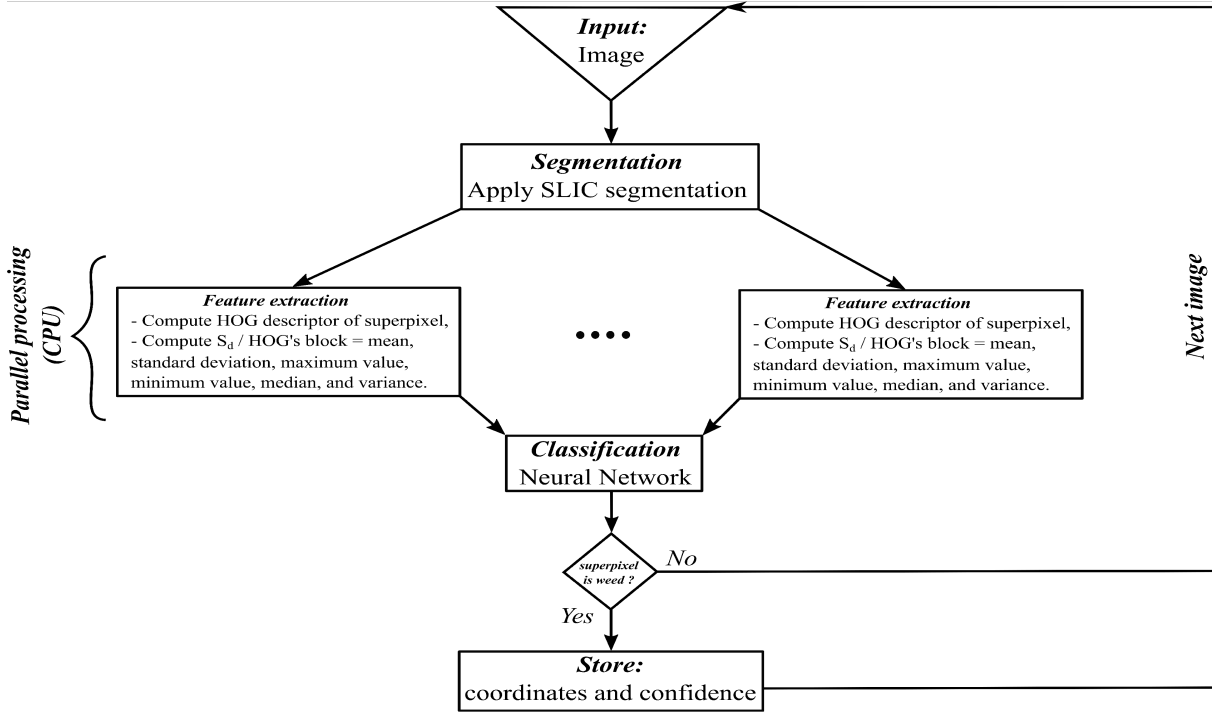 Input:
Image
Segmentation
Apply SLIC segmentation
Parallel processing
(CPU)
Feature extraction
- Compute HOG descriptor of superpixel,
- Compute Sd / HOG's block = mean,
standard deviation, maximum value,
minimum value, median, and variance.
••••
Feature extraction
- Compute HOG descriptor of superpixel,
- Compute Sd / HOG's block = mean,
standard deviation, maximum value,
minimum value, median, and variance.
Next image
Classification
Neural Network
superpixel
is weed ?
No
Yes
Store:
coordinates and confidence